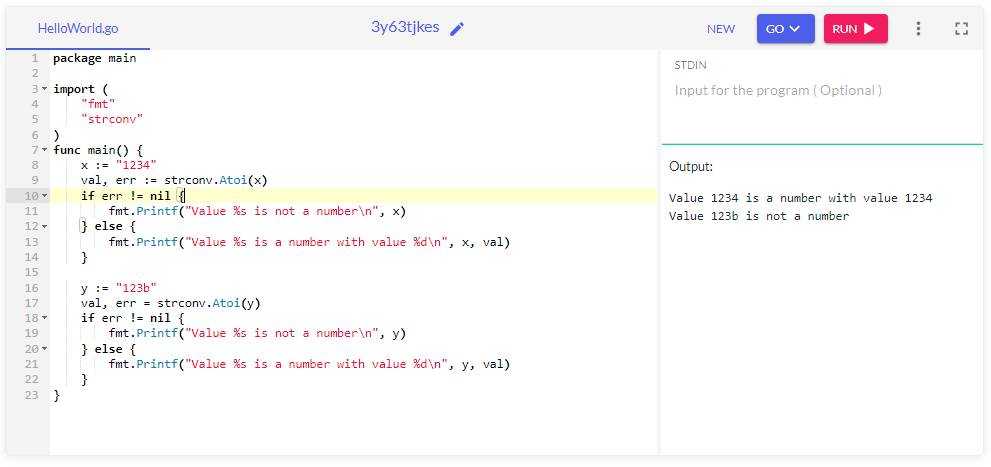 HelloWorld.go
3y63tjkes
NEW
GO
RUN
1 package main
2
3 import (
4 "fmt"
5 "strconv"
6 )
7 func main() {
8 x := "1234"
9 val, err := strconv.Atoi(x)
10 if err != nil {
11 fmt.Printf("Value %s is not a number\n", x)
12 } else {
13 fmt.Printf("Value %s is a number with value %d\n", x, val)
14 }
15
16 y := "123b"
17 val, err = strconv.Atoi(y)
18 if err != nil {
19 fmt.Printf("Value %s is not a number\n", y)
20 } else {
21 fmt.Printf("Value %s is a number with value %d\n", y, val)
22 }
23 }
STDIN
Input for the program ( Optional )
Output:
Value 1234 is a number with value 1234
Value 123b is not a number